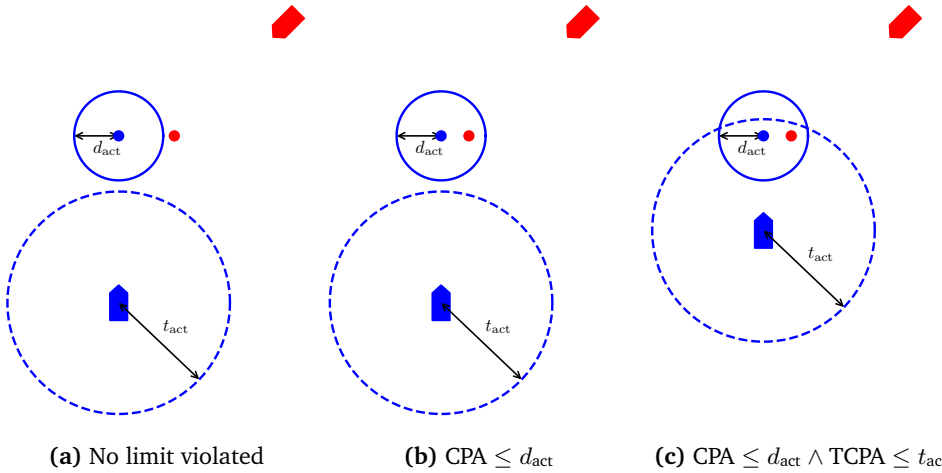 d_act d_act d_act
t_act
t_act t_act
(a) No limit violated (b) CPA ≤ d_act (c) CPA ≤ d_act ∧ TCPA ≤ t_ac